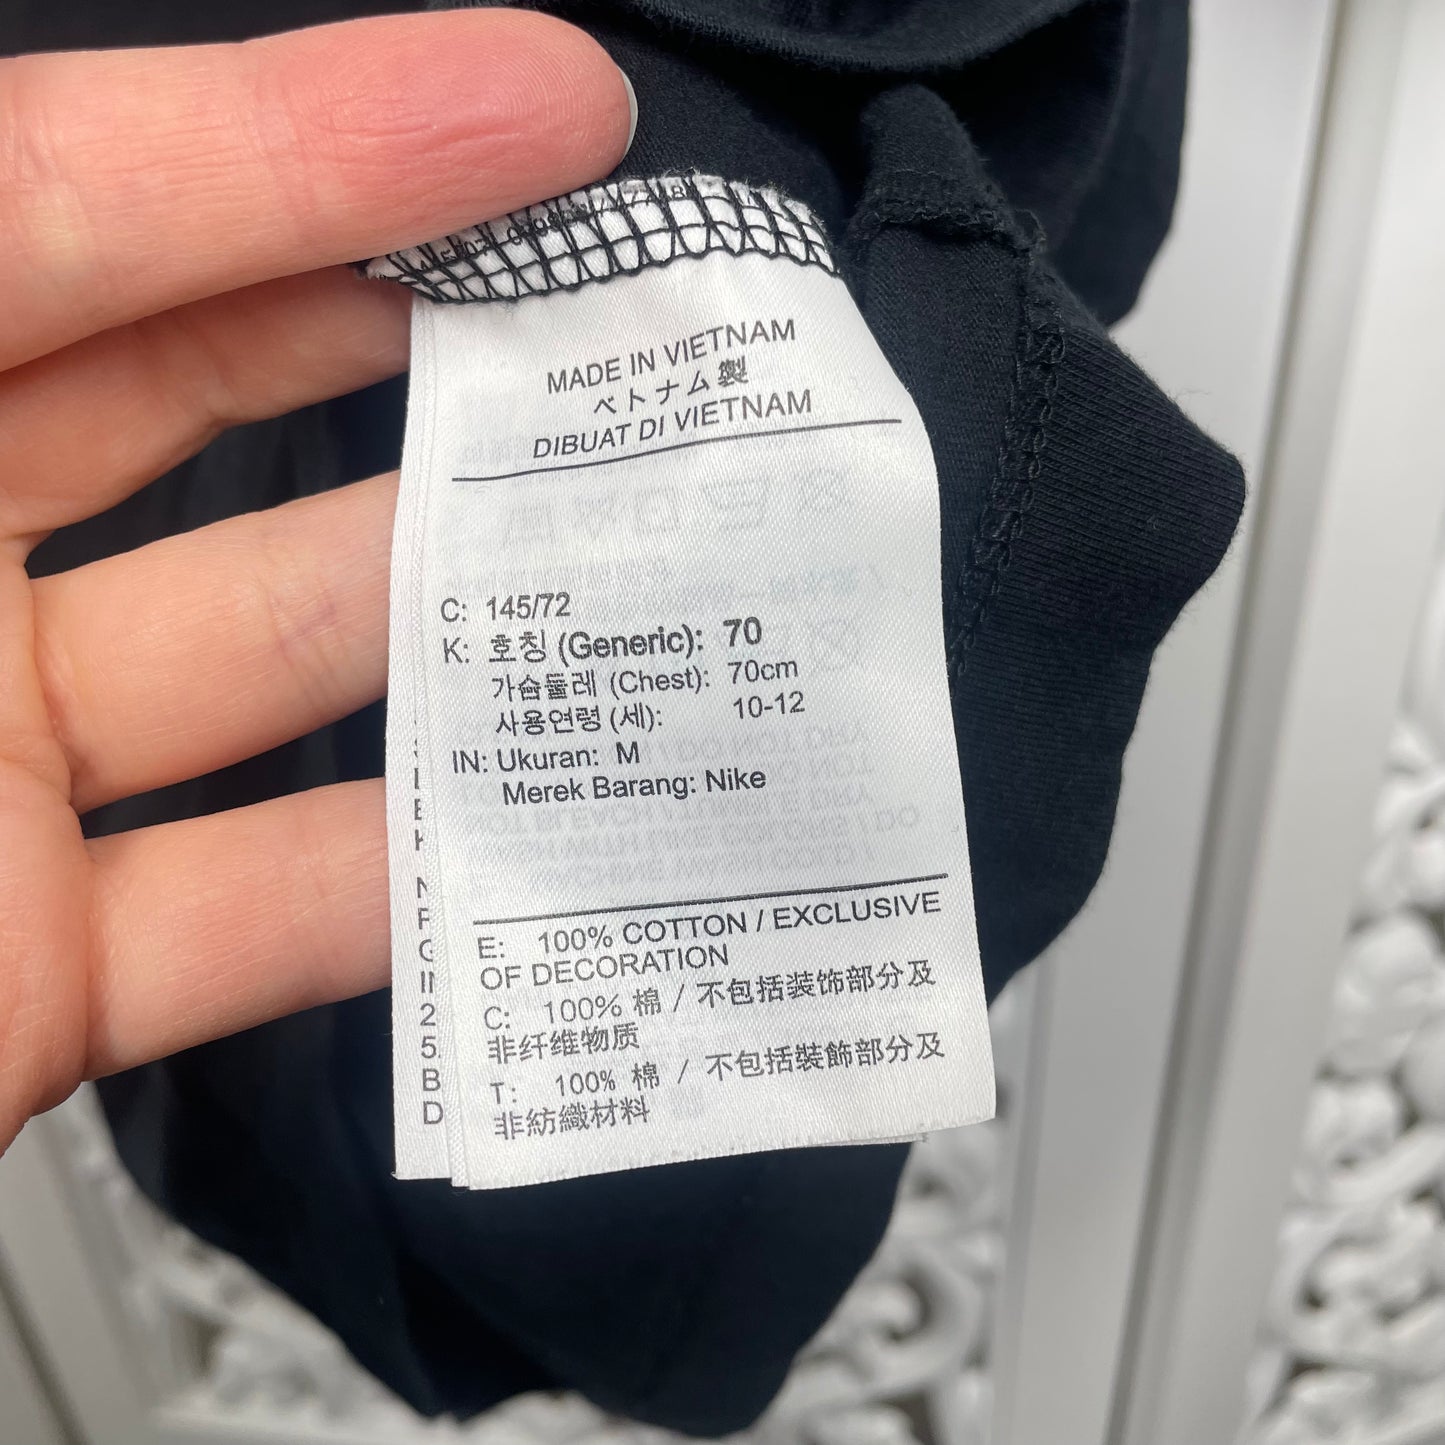 MADE IN VIETNAM
ベトナム製
DIBUAT DI VIETNAM
C: 145/72
K: 호칭 (Generic): 70
가슴둘레 (Chest): 70cm
사용연령 (세): 10-12
IN: Ukuran: M
Merek Barang: Nike
E: 100% COTTON / EXCLUSIVE
OF DECORATION
C: 100% 棉 / 不包括装饰部分及
非纤维物质
T: 100% 棉 / 不包括裝飾部分及
非紡織材料